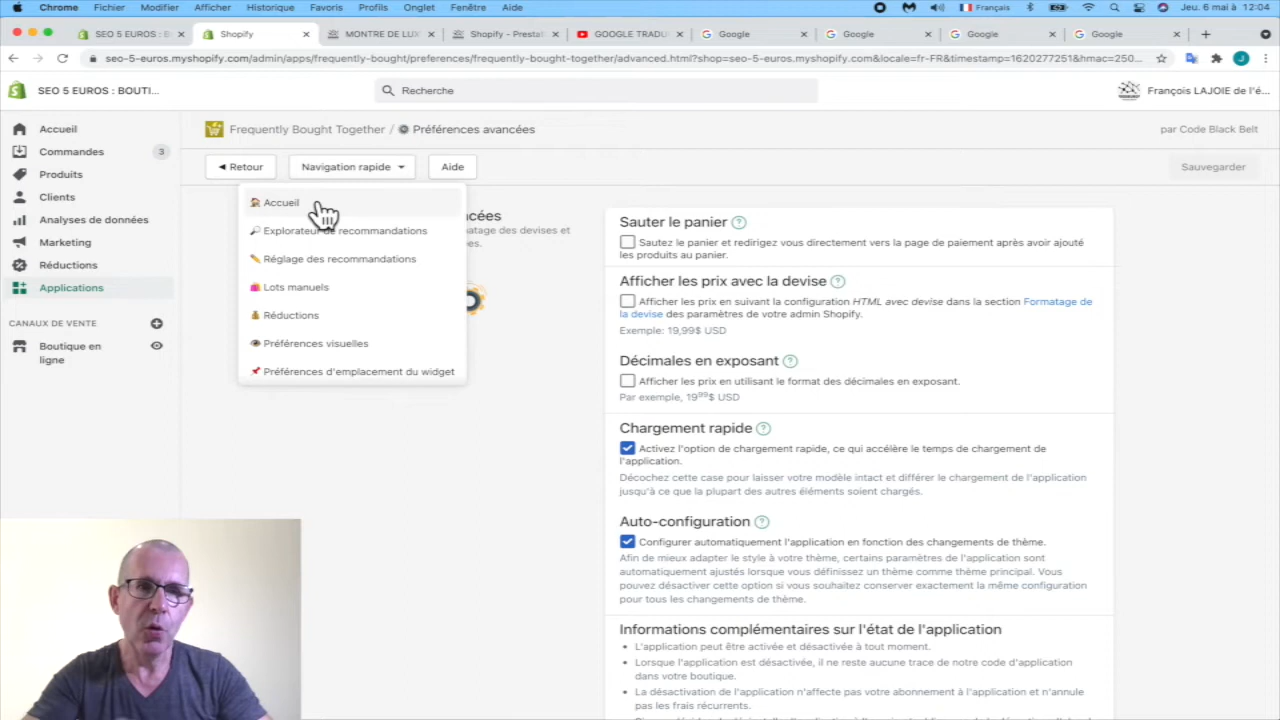 Chrome Fichier Modifier Afficher Historique Favoris Profils Onglet Fenêtre Aide Français Jeu. 6 mai à 12:04
SEO 5 EUROS : B Shopify MONTRE DE LUX Shopify - Prestat GOOGLE TRADU Google Google Google Google
seo-5-euros.myshopify.com/admin/apps/frequently-bought/preferences/frequently-bought-together/advanced.html?shop=seo-5-euros.myshopify.com&locale=fr-FR&timestamp=1620277251&hmac=250... J
SEO 5 EUROS : BOUTI... Recherche François LAJOIE de l'é...
Accueil
Commandes 3
Produits
Clients
Analyses de données
Marketing
Réductions
Applications
CANAUX DE VENTE
Boutique en
ligne
Frequently Bought Together / Préférences avancées par Code Black Belt
Retour Navigation rapide Aide Sauvegarder
Accueil
Explorateur de recommandations
Réglage des recommandations
Lots manuels
Réductions
Préférences visuelles
Préférences d'emplacement du widget
cées
matage des devises et
es.
Sauter le panier ?
Sautez le panier et redirigez vous directement vers la page de paiement après avoir ajouté
les produits au panier.
Afficher les prix avec la devise ?
Afficher les prix en suivant la configuration HTML avec devise dans la section Formatage de
la devise des paramètres de votre admin Shopify.
Exemple: 19,99$ USD
Décimales en exposant ?
Afficher les prix en utilisant le format des décimales en exposant.
Par exemple, 19⁹⁹$ USD
Chargement rapide ?
Activez l'option de chargement rapide, ce qui accélère le temps de chargement de
l'application.
Décochez cette case pour laisser votre modèle intact et différer le chargement de l'application
jusqu'à ce que la plupart des autres éléments soient chargés.
Auto-configuration ?
Configurer automatiquement l'application en fonction des changements de thème.
Afin de mieux adapter le style à votre thème, certains paramètres de l'application sont
automatiquement ajustés lorsque vous définissez un thème comme thème principal. Vous
pouvez désactiver cette option si vous souhaitez conserver exactement la même configuration
pour tous les changements de thème.
Informations complémentaires sur l'état de l'application
L'application peut être activée et désactivée à tout moment.
Lorsque l'application est désactivée, il ne reste aucune trace de notre code d'application
dans votre boutique.
La désactivation de l'application n'affecte pas votre abonnement à l'application et n'annule
pas les frais récurrents.